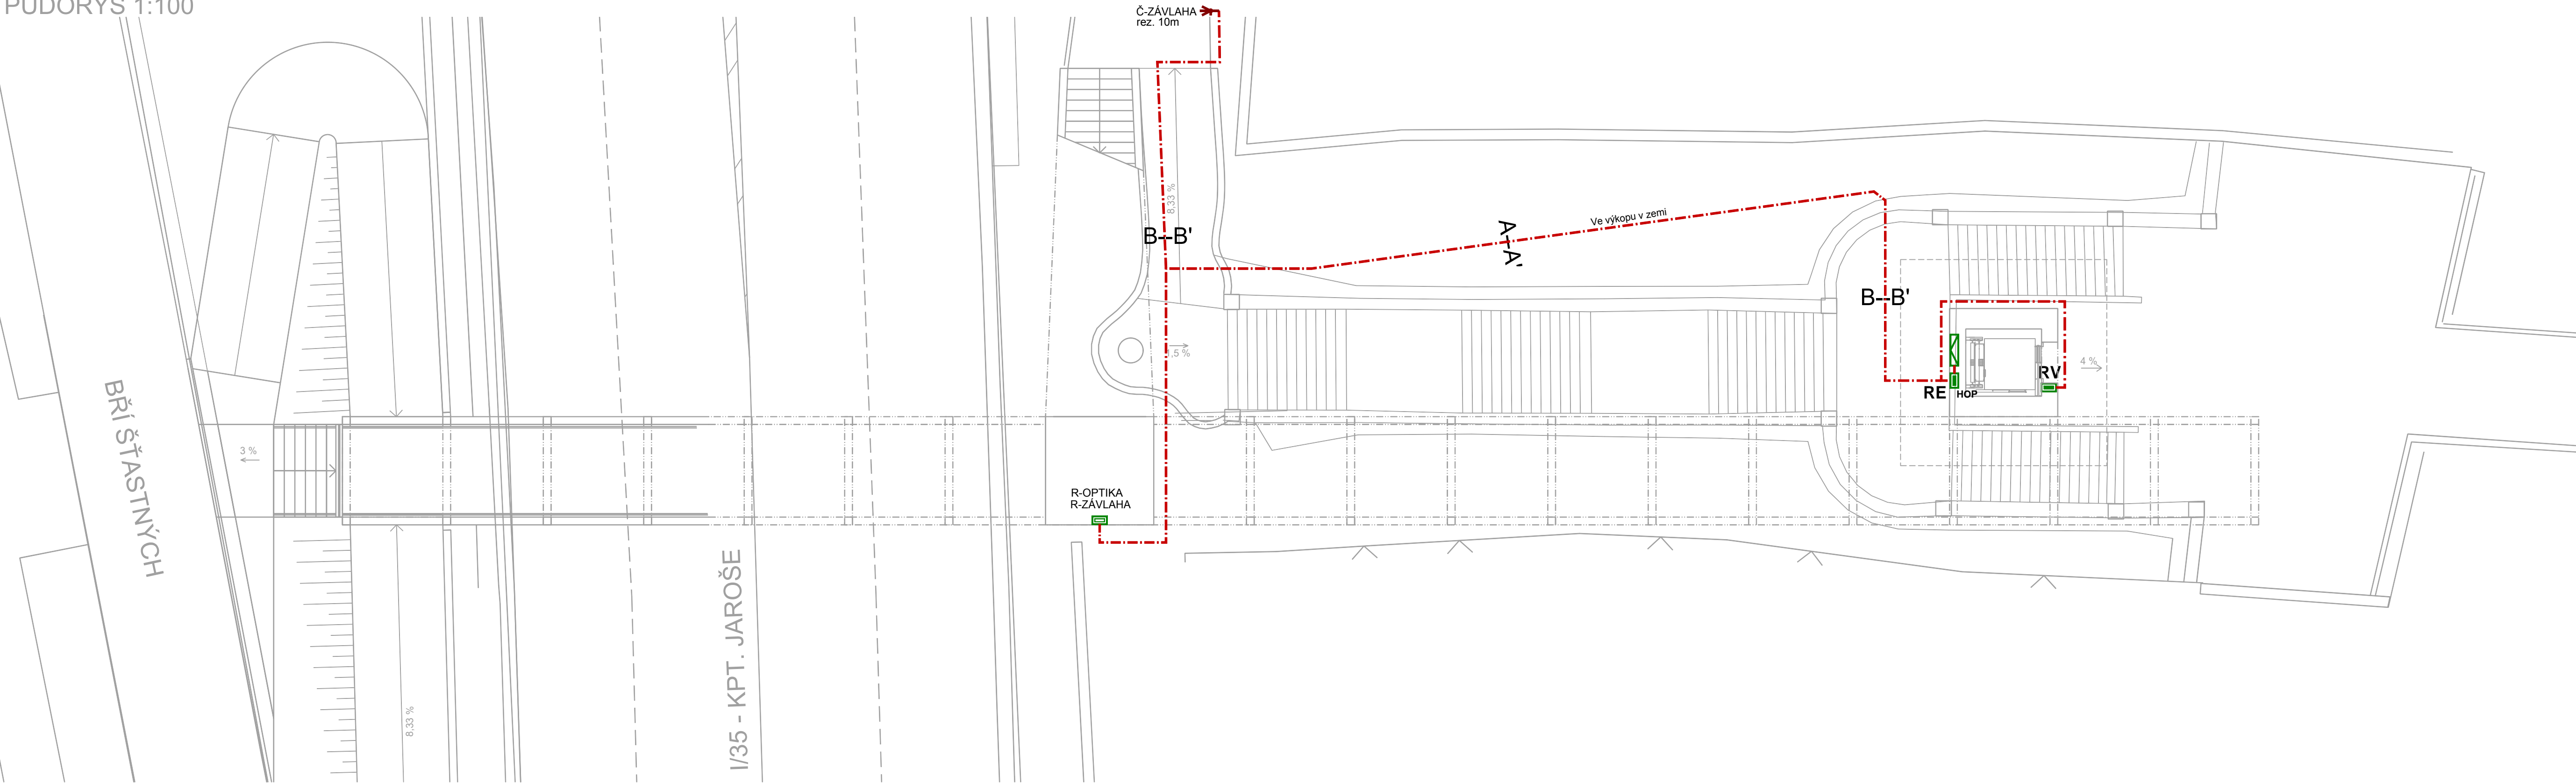 PŮDORYS 1:100
Č-ZÁVLAHA
rez. 10m
8,33 %
Ve výkopu v zemi
A--A'
B--B'
B--B'
1,5 %
4 %
RV
RE
HOP
BŘÍ ŠŤASTNÝCH
3 %
R-OPTIKA
R-ZÁVLAHA
I/35 - KPT. JAROŠE
8,33 %